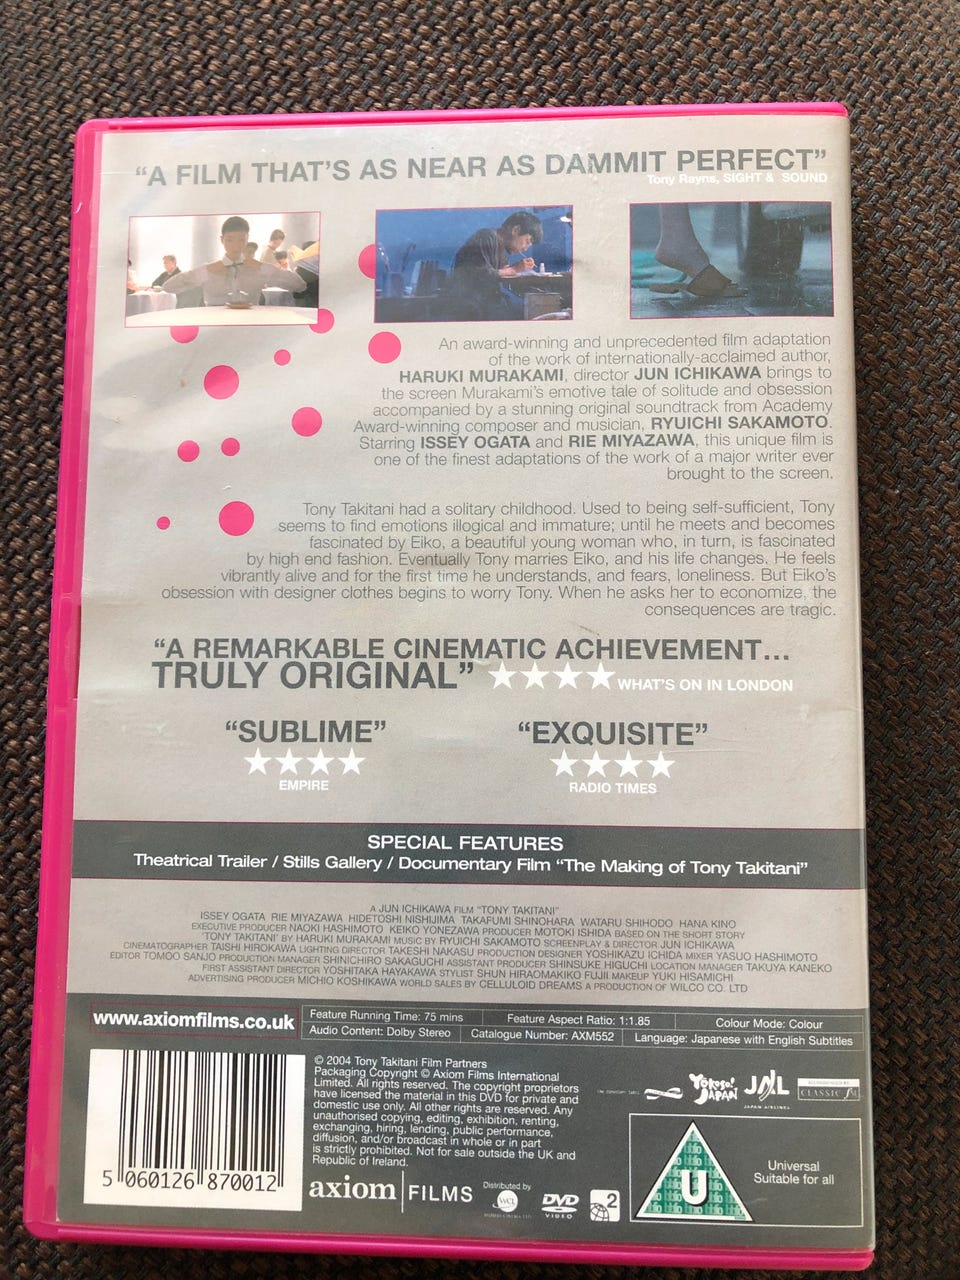 “A FILM THAT’S AS NEAR AS DAMMIT PERFECT”
Tony Rayns, SIGHT & SOUND
An award-winning and unprecedented film adaptation
of the work of internationally-acclaimed author,
HARUKI MURAKAMI, director JUN ICHIKAWA brings to
the screen Murakami’s emotive tale of solitude and obsession
accompanied by a stunning original soundtrack from Academy
Award-winning composer and musician, RYUICHI SAKAMOTO.
Starring ISSEY OGATA and RIE MIYAZAWA, this unique film is
one of the finest adaptations of the work of a major writer ever
brought to the screen.
Tony Takitani had a solitary childhood. Used to being self-sufficient, Tony
seems to find emotions illogical and immature; until he meets and becomes
fascinated by Eiko, a beautiful young woman who, in turn, is fascinated
by high end fashion. Eventually Tony marries Eiko, and his life changes. He feels
vibrantly alive and for the first time he understands, and fears, loneliness. But Eiko’s
obsession with designer clothes begins to worry Tony. When he asks her to economize, the
consequences are tragic.
“A REMARKABLE CINEMATIC ACHIEVEMENT...
TRULY ORIGINAL” ★★★★ WHAT’S ON IN LONDON
“SUBLIME”
★★★★
EMPIRE
“EXQUISITE”
★★★★
RADIO TIMES
SPECIAL FEATURES
Theatrical Trailer / Stills Gallery / Documentary Film “The Making of Tony Takitani”
A JUN ICHIKAWA FILM “TONY TAKITANI”
ISSEY OGATA RIE MIYAZAWA HIDETOSHI NISHIJIMA TAKAFUMI SHINOHARA WATARU SHIHODO HANA KINO
EXECUTIVE PRODUCER NAOKI HASHIMOTO KEIKO YONEZAWA PRODUCER MOTOKI ISHIDA BASED ON THE SHORT STORY
‘TONY TAKITANI’ BY HARUKI MURAKAMI MUSIC BY RYUICHI SAKAMOTO SCREENPLAY & DIRECTOR JUN ICHIKAWA
CINEMATOGRAPHER TAISHI HIROKAWA LIGHTING DIRECTOR TAKESHI NAKASU PRODUCTION DESIGNER YOSHIKAZU ICHIDA MIXER YASUO HASHIMOTO
EDITOR TOMOO SANJO PRODUCTION MANAGER SHINICHIRO SAKAGUCHI ASSISTANT PRODUCER SHINSUKE HIGUCHI LOCATION MANAGER TAKUYA KANEKO
FIRST ASSISTANT DIRECTOR YOSHITAKA HAYAKAWA STYLIST SHUN HIRAOMAKIKO FUJII MAKEUP YUKI HISAMICHI
ADVERTISING PRODUCER MICHIO KOSHIKAWA WORLD SALES BY CELLULOID DREAMS A PRODUCTION OF WILCO CO. LTD
www.axiomfilms.co.uk
Feature Running Time: 75 mins
Feature Aspect Ratio: 1:1.85
Colour Mode: Colour
Audio Content: Dolby Stereo
Catalogue Number: AXM552
Language: Japanese with English Subtitles
© 2004 Tony Takitani Film Partners
Packaging Copyright © Axiom Films International
Limited. All rights reserved. The copyright proprietors
have licensed the material in this DVD for private and
domestic use only. All other rights are reserved. Any
unauthorised copying, editing, exhibition, renting,
exchanging, hiring, lending, public performance,
diffusion, and/or broadcast in whole or in part
is strictly prohibited. Not for sale outside the UK and
Republic of Ireland.
Yōkoso! JAPAN
JAL
JAPAN AIRLINES
CLASSIC FM
5 060126 870012
axiom FILMS
Distributed by
WCL
DVD
VIDEO
2
U
Universal
Suitable for all